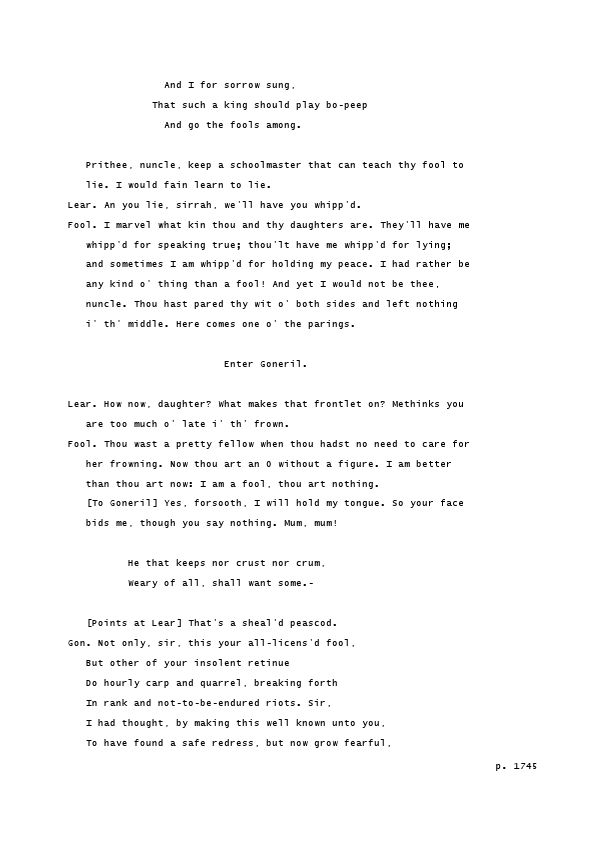 And I for sorrow sung,
That such a king should play bo-peep
And go the fools among.
Prithee, nuncle, keep a schoolmaster that can teach thy fool to
lie. I would fain learn to lie.
Lear. An you lie, sirrah, we'll have you whipp'd.
Fool. I marvel what kin thou and thy daughters are. They'll have me
whipp'd for speaking true; thou'lt have me whipp'd for lying;
and sometimes I am whipp'd for holding my peace. I had rather be
any kind o' thing than a fool! And yet I would not be thee,
nuncle. Thou hast pared thy wit o' both sides and left nothing
i' th' middle. Here comes one o' the parings.
Enter Goneril.
Lear. How now, daughter? What makes that frontlet on? Methinks you
are too much o' late i' th' frown.
Fool. Thou wast a pretty fellow when thou hadst no need to care for
her frowning. Now thou art an O without a figure. I am better
than thou art now: I am a fool, thou art nothing.
[To Goneril] Yes, forsooth, I will hold my tongue. So your face
bids me, though you say nothing. Mum, mum!
He that keeps nor crust nor crum,
Weary of all, shall want some.-
[Points at Lear] That's a sheal'd peascod.
Gon. Not only, sir, this your all-licens'd fool,
But other of your insolent retinue
Do hourly carp and quarrel, breaking forth
In rank and not-to-be-endured riots. Sir,
I had thought, by making this well known unto you,
To have found a safe redress, but now grow fearful,
p. 1745